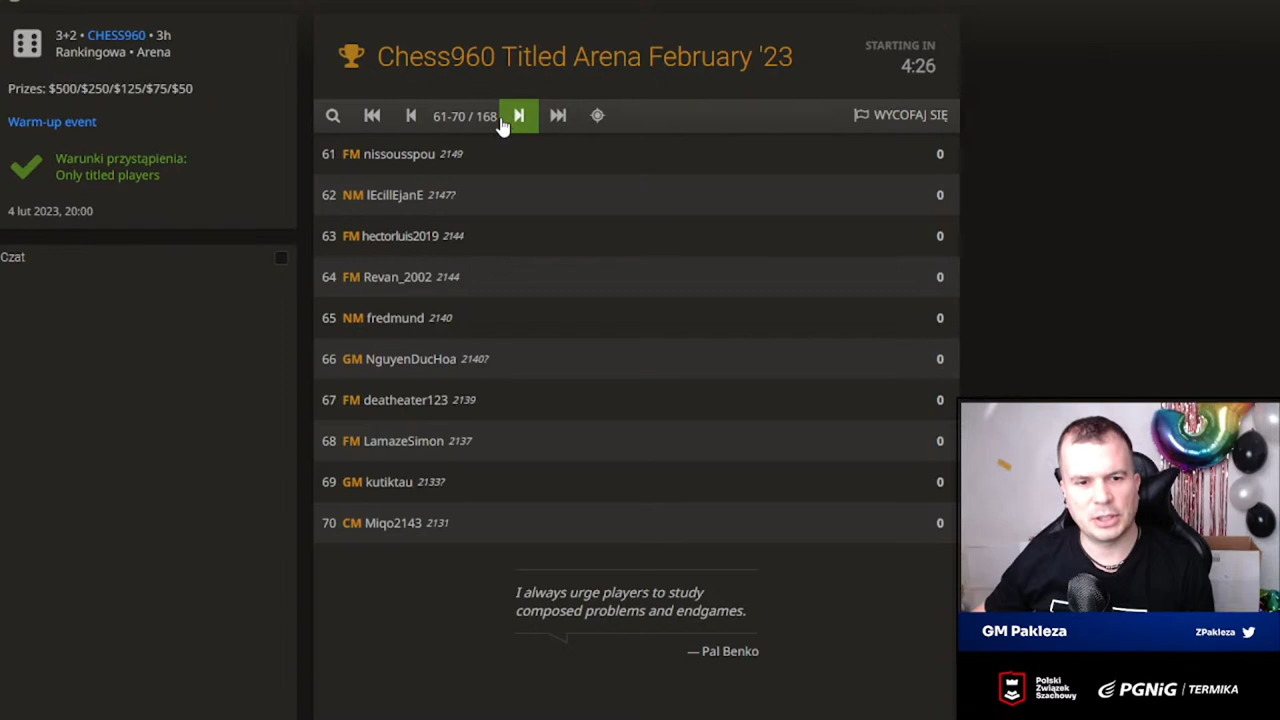 3+2 • CHESS960 • 3h
Rankingowa • Arena
Prizes: $500/$250/$125/$75/$50
Warm-up event
Warunki przystąpienia:
Only titled players
4 lut 2023, 20:00
Czat
Chess960 Titled Arena February '23
STARTING IN
4:26
61-70 / 168
WYCOFAJ SIĘ
61 FM nissousspou 2149 0
62 NM lEcillEjanE 2147? 0
63 FM hectorluis2019 2144 0
64 FM Revan_2002 2144 0
65 NM fredmund 2140 0
66 GM NguyenDucHoa 2140? 0
67 FM deatheater123 2139 0
68 FM LamazeSimon 2137 0
69 GM kutiktau 2133? 0
70 CM Miqo2143 2131 0
I always urge players to study
composed problems and endgames.
— Pal Benko
GM Pakleza
ZPakleza
Polski
Związek
Szachowy
PGNiG | TERMIKA